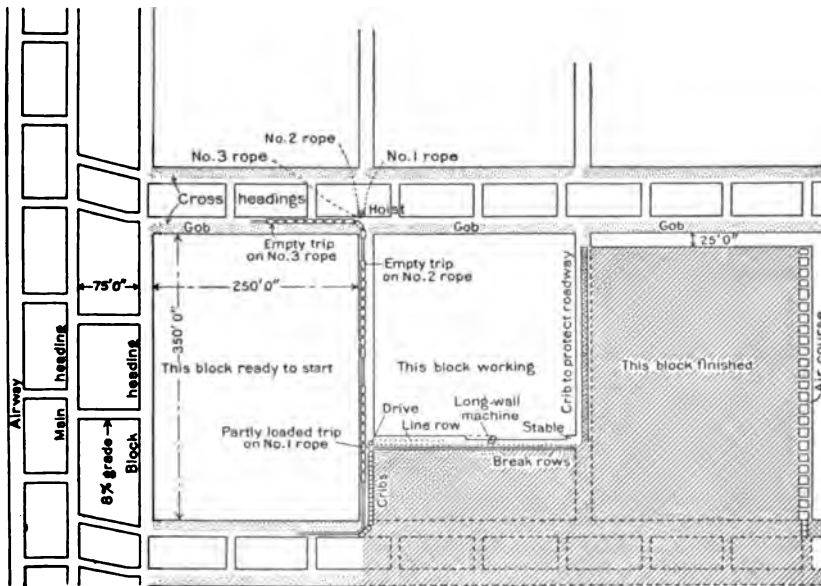 No.2 rope
No.3 rope
No.1 rope
Cross headings
Hoist
Gob
Gob
Gob
Empty trip
on No.3 rope
Empty trip
on No.2 rope
25'0"
75'0"
250'0"
350'0"
Crib to protect roadway
This block ready to start
This block working
This block finished
Air course
Airway
Main heading
Block heading
8% grade
Long-wall
machine
Drive
Line row
Stable
Partly loaded trip
on No.1 rope
Break rows
Cribs